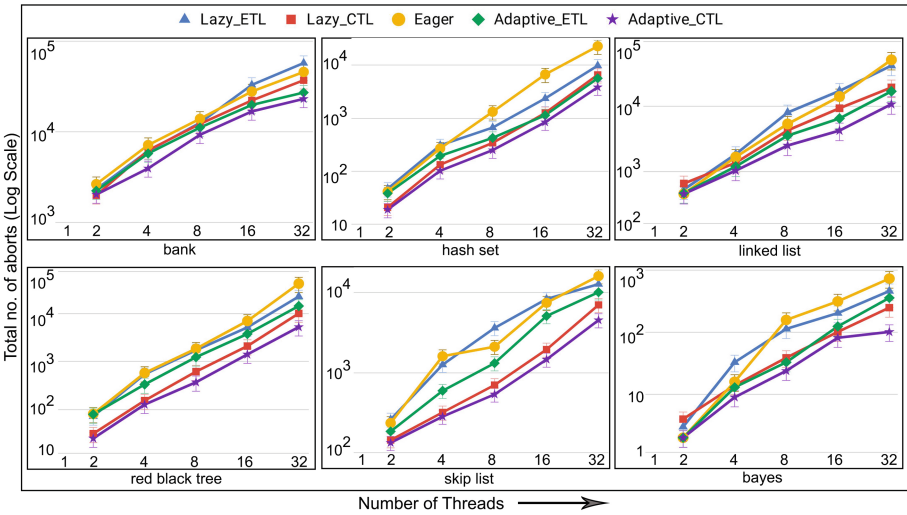 Lazy_ETL Lazy_CTL Eager Adaptive_ETL Adaptive_CTL
Total no. of aborts (Log Scale)
10^5
10^4
10^3
1 2 4 8 16 32
bank
10^4
10^3
10^2
10
1 2 4 8 16 32
hash set
10^5
10^4
10^3
10^2
1 2 4 8 16 32
linked list
10^5
10^4
10^3
10^2
10
1 2 4 8 16 32
red black tree
10^4
10^3
10^2
1 2 4 8 16 32
skip list
10^3
10^2
10
1
1 2 4 8 16 32
bayes
Number of Threads